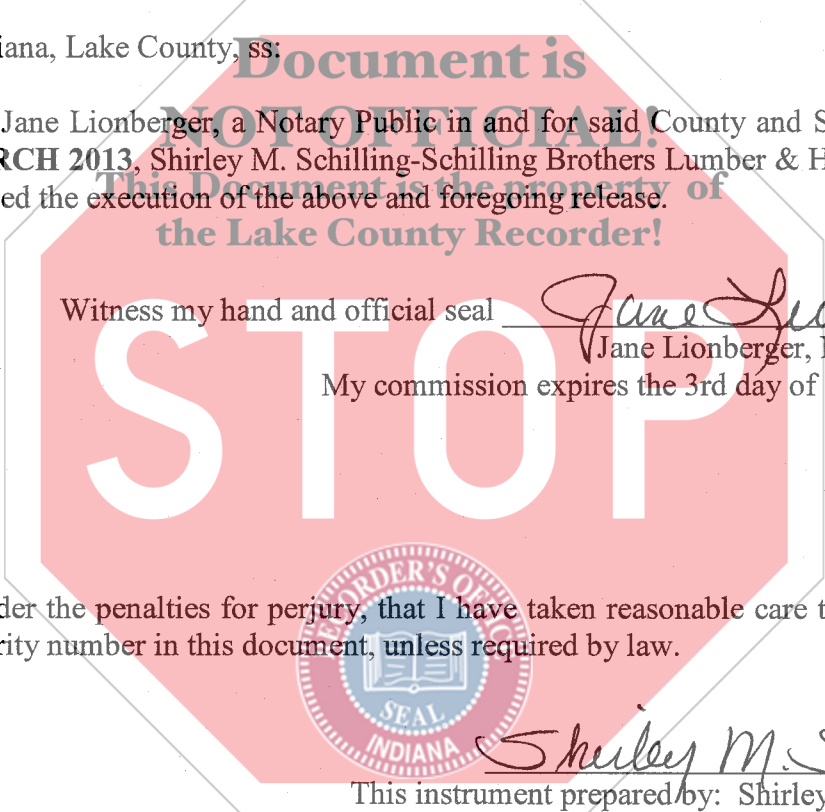 iana, Lake County, ss:
Document is
NOT OFFICIAL!
Jane Lionberger, a Notary Public in and for said County and S
RCH 2013, Shirley M. Schilling-Schilling Brothers Lumber & H
This Document is the property of
ed the execution of the above and foregoing release.
the Lake County Recorder!
Witness my hand and official seal
Jane
Jane Lionberger,
My commission expires the 3rd day of
STOP
RECORDER'S OFFICE
der the penalties for perjury, that I have taken reasonable care t
rity number in this document, unless required by law.
SEAL
INDIANA
Shirley M. S
This instrument prepared by: Shirley